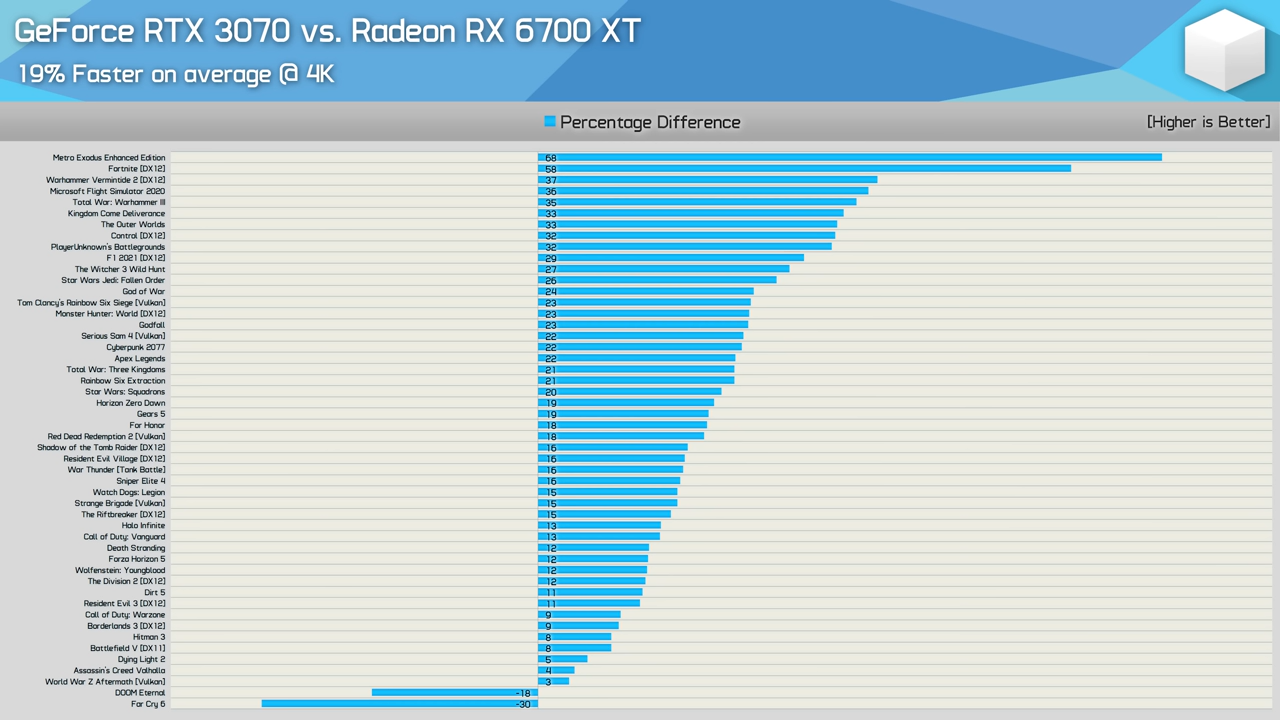 GeForce RTX 3070 vs. Radeon RX 6700 XT
19% Faster on average @ 4K
Percentage Difference
[Higher is Better]
Metro Exodus Enhanced Edition 68
Fortnite [DX12] 58
Warhammer Vermintide 2 [DX12] 37
Microsoft Flight Simulator 2020 36
Total War: Warhammer III 35
Kingdom Come Deliverance 33
The Outer Worlds 33
Control [DX12] 32
PlayerUnknown's Battlegrounds 32
F1 2021 [DX12] 29
The Witcher 3 Wild Hunt 27
Star Wars Jedi: Fallen Order 26
God of War 24
Tom Clancy's Rainbow Six Siege [Vulkan] 23
Monster Hunter: World [DX12] 23
Godfall 23
Serious Sam 4 [Vulkan] 22
Cyberpunk 2077 22
Apex Legends 22
Total War: Three Kingdoms 21
Rainbow Six Extraction 21
Star Wars: Squadrons 20
Horizon Zero Dawn 19
Gears 5 19
For Honor 18
Red Dead Redemption 2 [Vulkan] 18
Shadow of the Tomb Raider [DX12] 16
Resident Evil Village [DX12] 16
War Thunder [Tank Battle] 16
Sniper Elite 4 16
Watch Dogs: Legion 15
Strange Brigade [Vulkan] 15
The Riftbreaker [DX12] 15
Halo Infinite 13
Call of Duty: Vanguard 13
Death Stranding 12
Forza Horizon 5 12
Wolfenstein: Youngblood 12
The Division 2 [DX12] 12
Dirt 5 11
Resident Evil 3 [DX12] 11
Call of Duty: Warzone 9
Borderlands 3 [DX12] 9
Hitman 3 8
Battlefield V [DX11] 8
Dying Light 2 5
Assassin's Creed Valhalla 4
World War Z Aftermath [Vulkan] 3
DOOM Eternal -18
Far Cry 6 -30